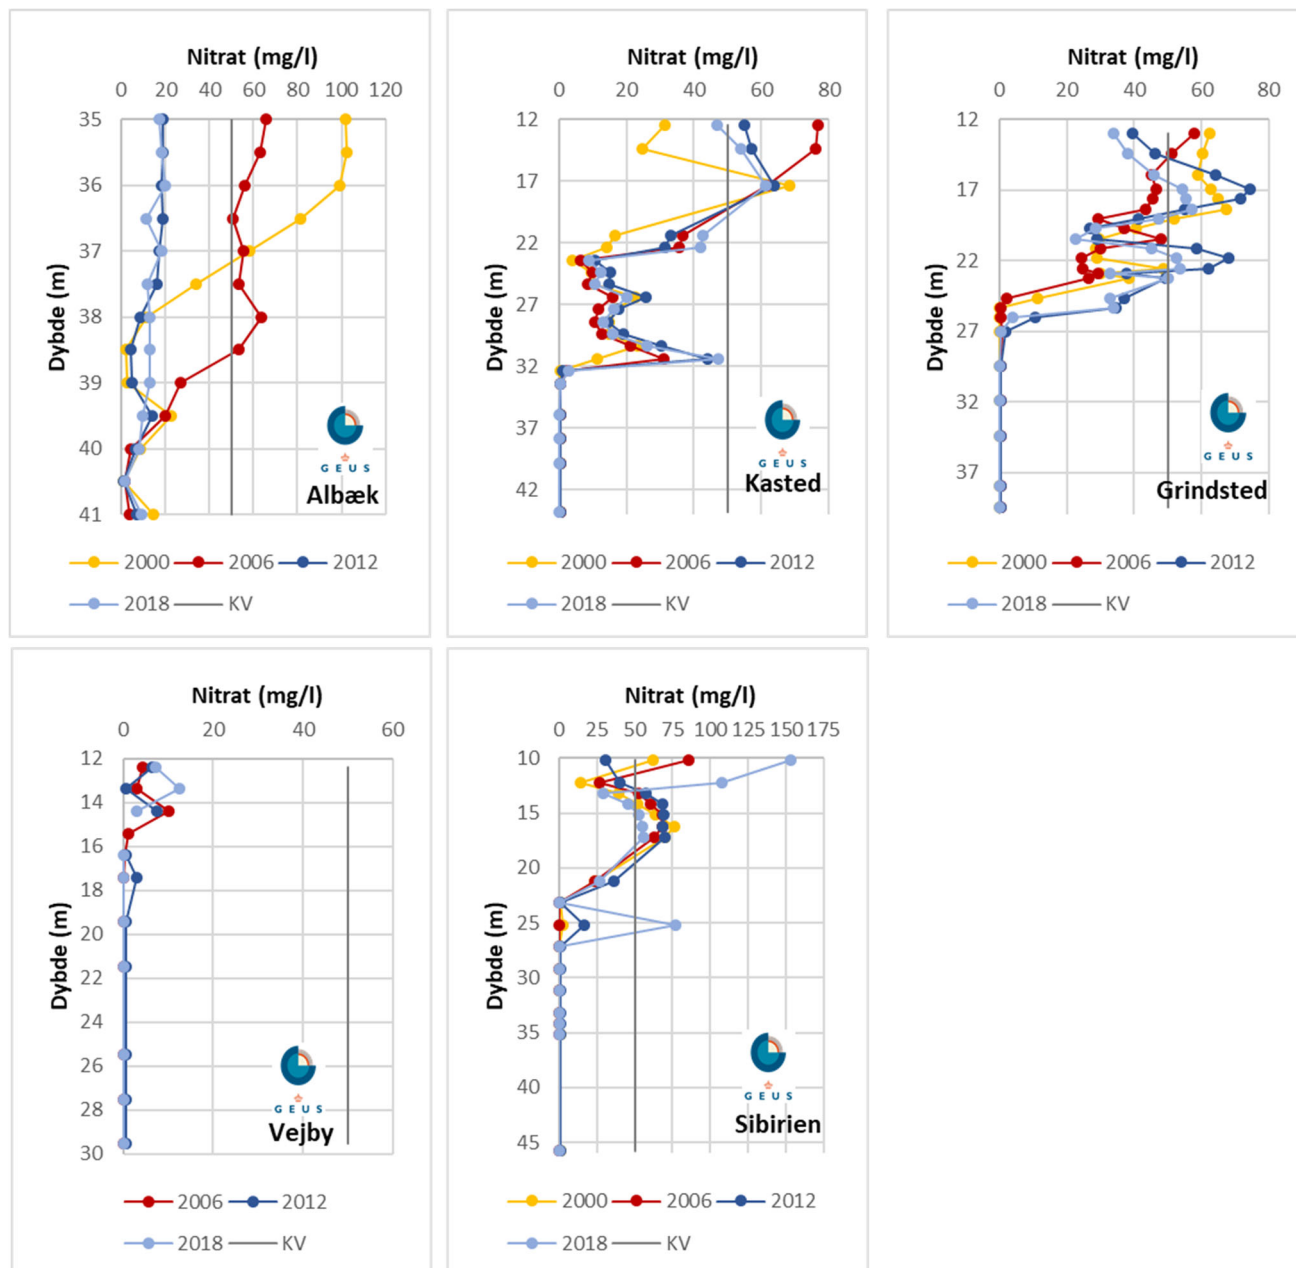 Nitrat (mg/l)
0 20 40 60 80 100 120
35
36
37
38
39
40
41
Dybde (m)
GEUS
Albæk
2000 2006 2012
2018 KV
Nitrat (mg/l)
0 20 40 60 80
12
17
22
27
32
37
42
Dybde (m)
GEUS
Kasted
2000 2006 2012
2018 KV
Nitrat (mg/l)
0 20 40 60 80
12
17
22
27
32
37
Dybde (m)
GEUS
Grindsted
2000 2006 2012
2018 KV
Nitrat (mg/l)
0 20 40 60
12
14
16
18
20
22
24
26
28
30
Dybde (m)
GEUS
Vejby
2006 2012
2018 KV
Nitrat (mg/l)
0 25 50 75 100 125 150 175
10
15
20
25
30
35
40
45
Dybde (m)
GEUS
Sibirien
2000 2006 2012
2018 KV